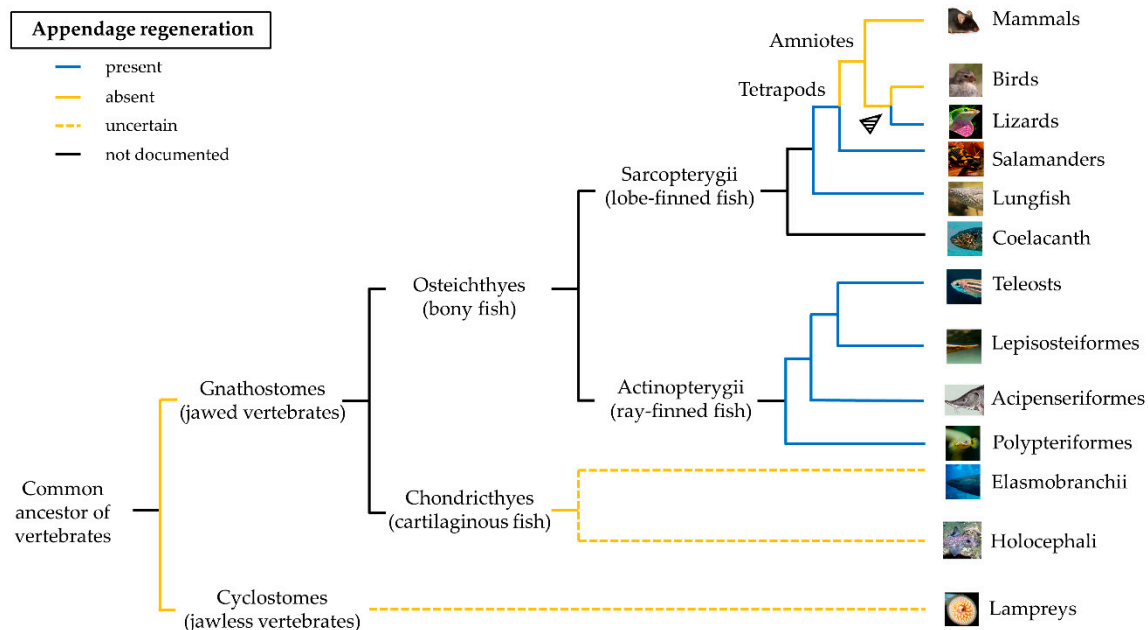 Appendage regeneration
present
absent
uncertain
not documented
Amniotes
Tetrapods
Mammals
Birds
Lizards
Salamanders
Lungfish
Coelacanth
Sarcopterygii
(lobe-finned fish)
Teleosts
Lepisosteiformes
Acipenseriformes
Polypteriformes
Osteichthyes
(bony fish)
Actinopterygii
(ray-finned fish)
Gnathostomes
(jawed vertebrates)
Elasmobranchii
Holocephali
Chondricthyes
(cartilaginous fish)
Common
ancestor of
vertebrates
Cyclostomes
(jawless vertebrates)
Lampreys